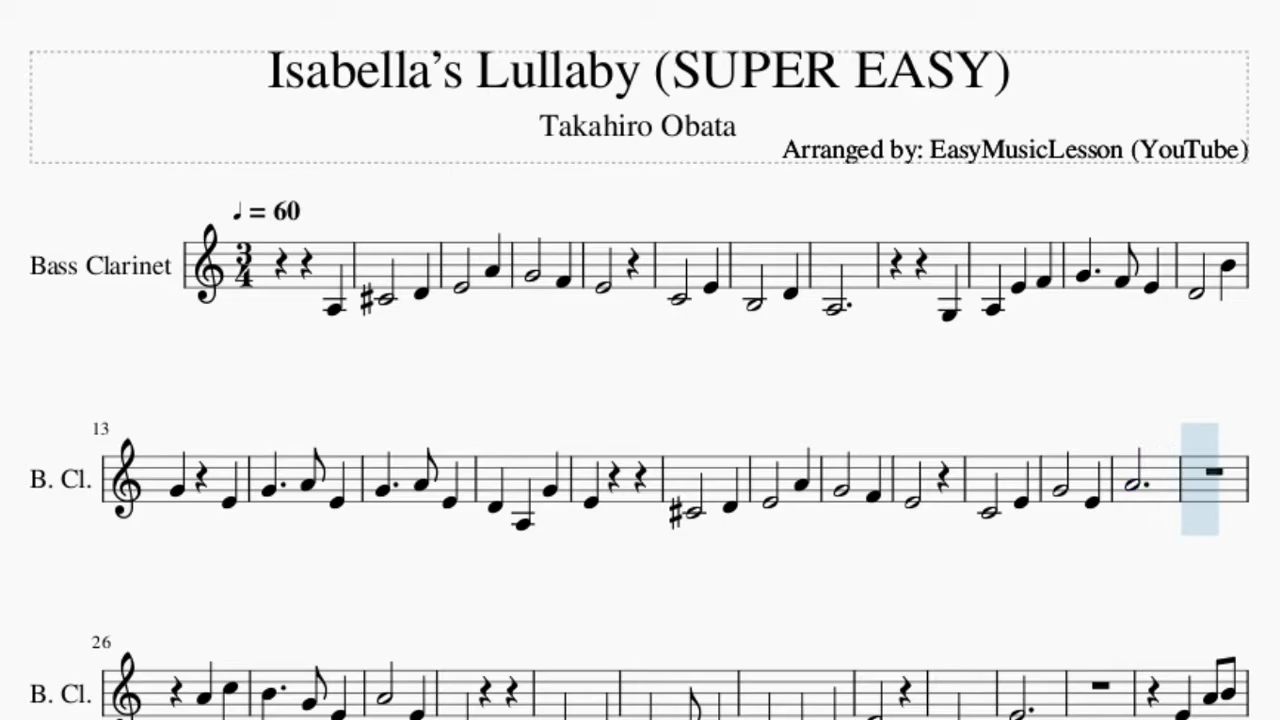 Isabella's Lullaby (SUPER EASY)
Takahiro Obata
Arranged by: EasyMusicLesson (YouTube)
♩ = 60
Bass Clarinet
3
4
13
B. Cl.
26
B. Cl.